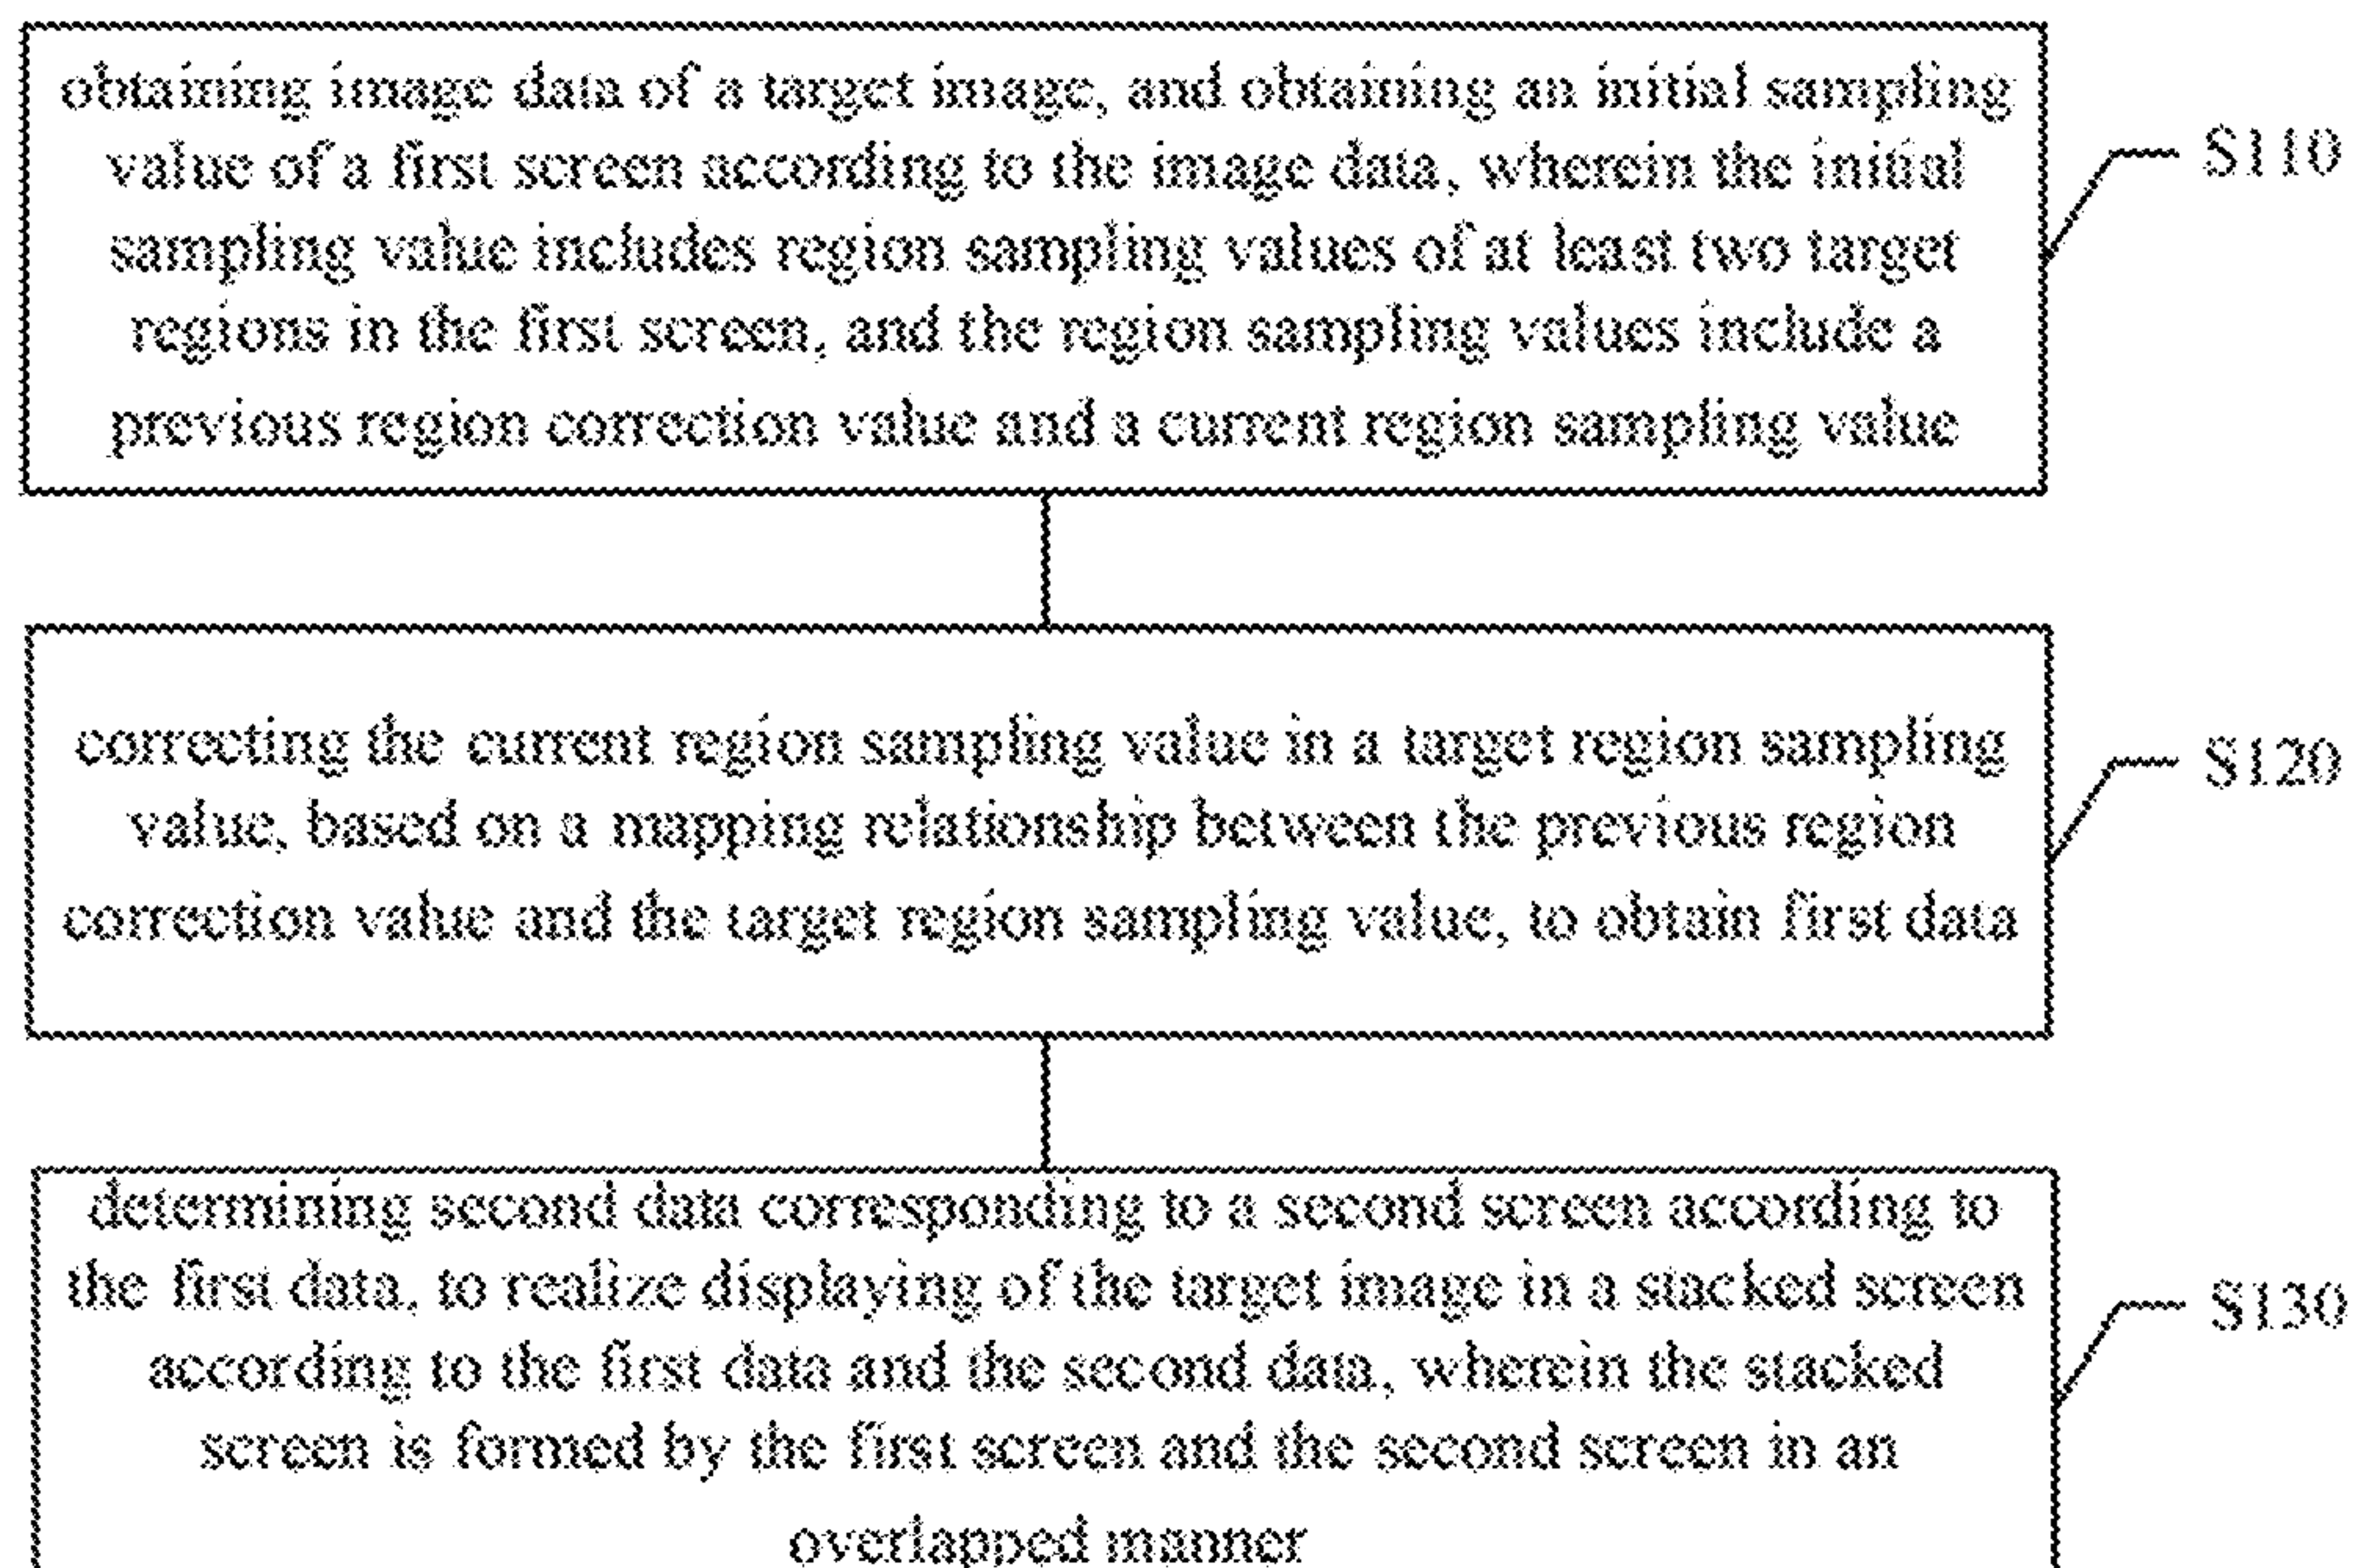 obtaining image data of a target image, and obtaining an initial sampling
value of a first screen according to the image data, wherein the initial
sampling value includes region sampling values of at least two target
regions in the first screen, and the region sampling values include a
previous region correction value and a current region sampling value
S110
correcting the current region sampling value in a target region sampling
value, based on a mapping relationship between the previous region
correction value and the target region sampling value, to obtain first data
S120
determining second data corresponding to a second screen according to
the first data, to realize displaying of the target image in a stacked screen
according to the first data and the second data, wherein the stacked
screen is formed by the first screen and the second screen in an
overlapped manner
S130